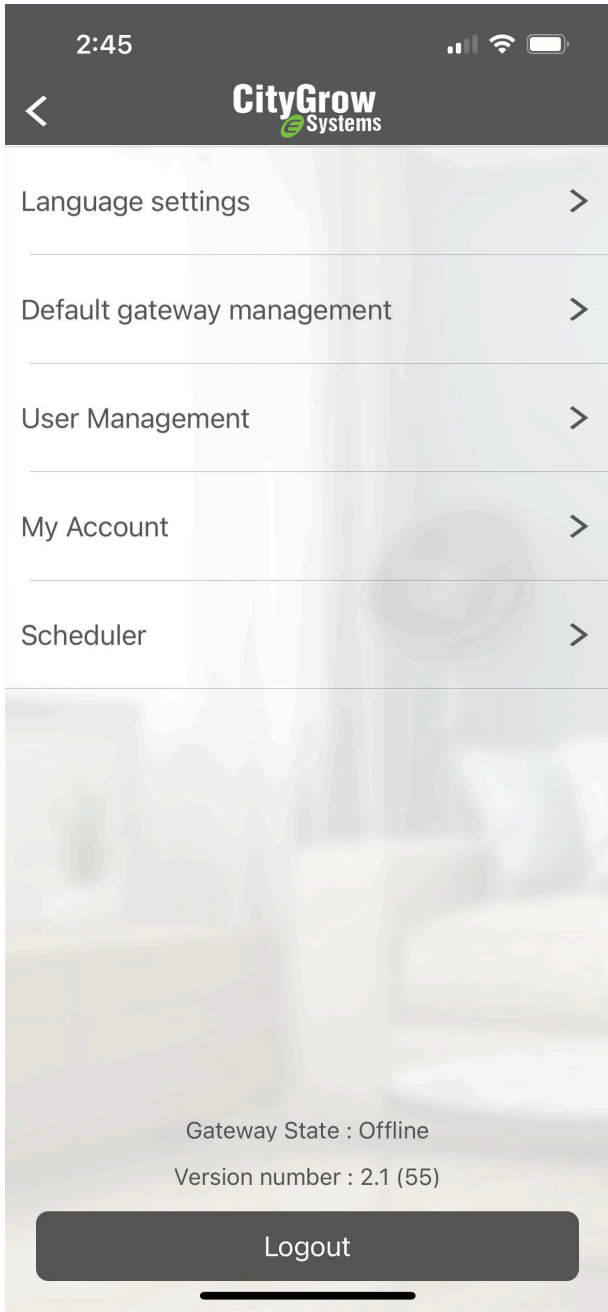 2:45
CityGrow
Systems
Language settings
Default gateway management
User Management
My Account
Scheduler
Gateway State : Offline
Version number : 2.1 (55)
Logout